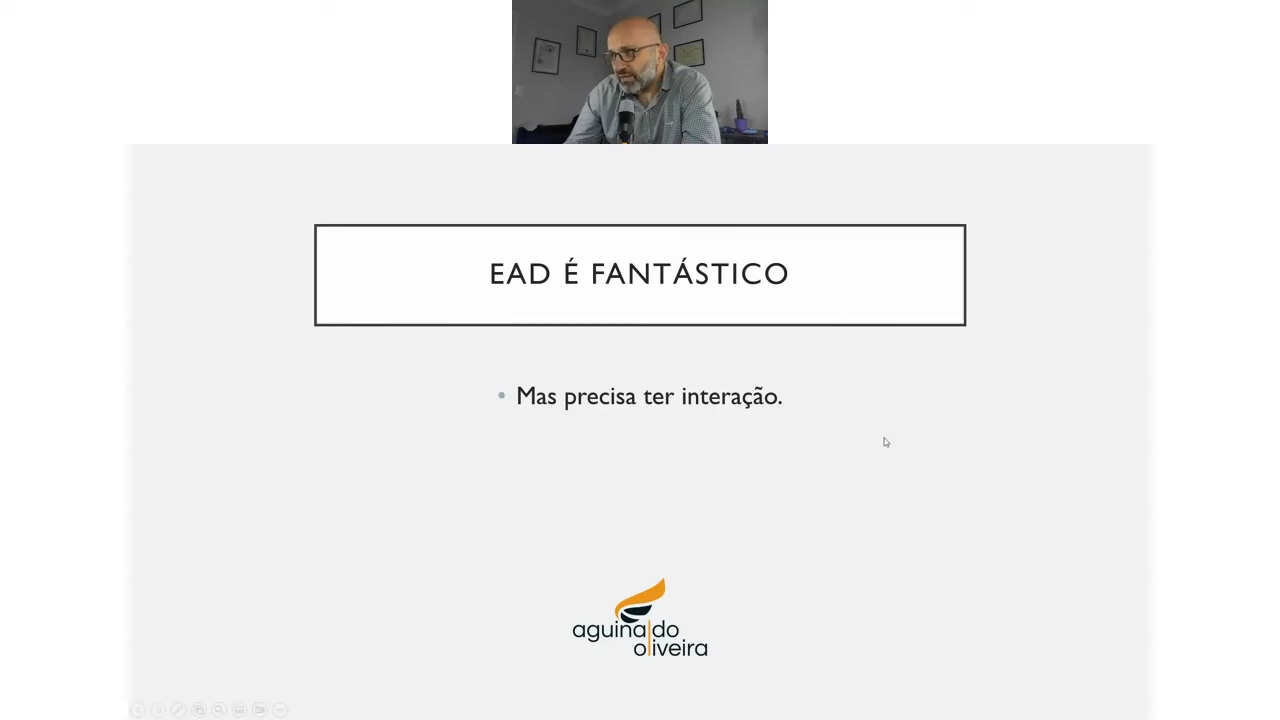 EAD É FANTÁSTICO
Mas precisa ter interação.
aguinaldo
oliveira